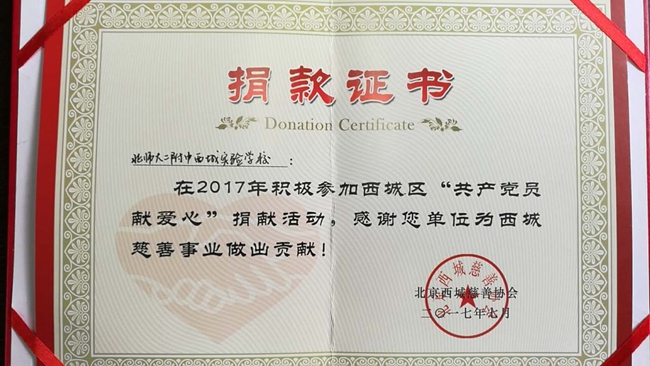 捐款证书
Donation Certificate
北师大二附中西城实验学校：
在2017年积极参加西城区“共产党员
献爱心”捐献活动，感谢您单位为西城
慈善事业做出贡献！
北京西城慈善协会
二〇一七年七月